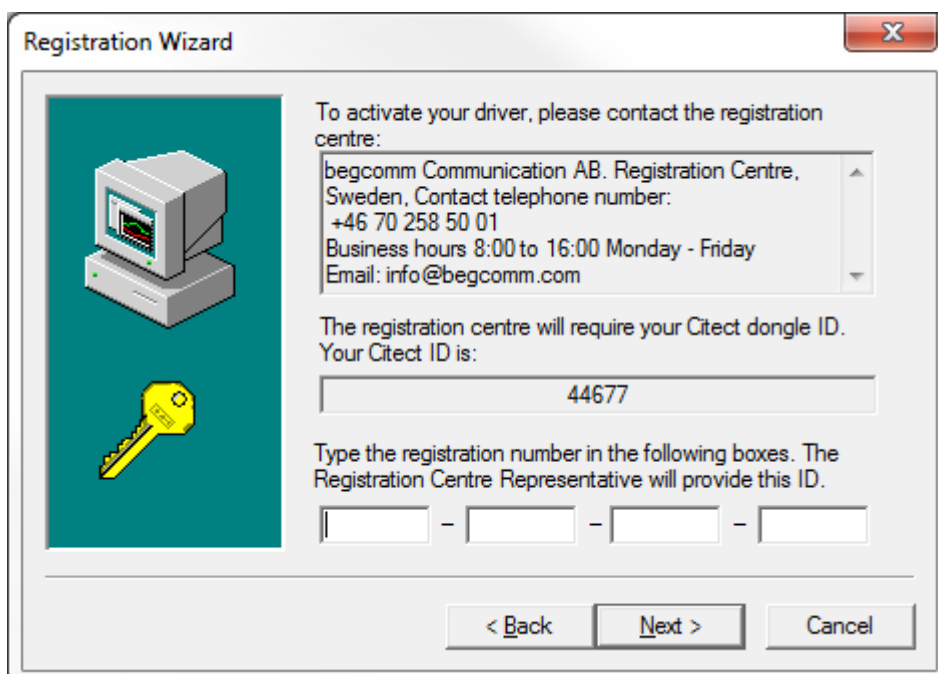 Registration Wizard
To activate your driver, please contact the registration
centre:
begcomm Communication AB. Registration Centre,
Sweden, Contact telephone number:
+46 70 258 50 01
Business hours 8:00 to 16:00 Monday - Friday
Email: info@begcomm.com
The registration centre will require your Citect dongle ID.
Your Citect ID is:
44677
Type the registration number in the following boxes. The
Registration Centre Representative will provide this ID.
– – –
< Back Next > Cancel